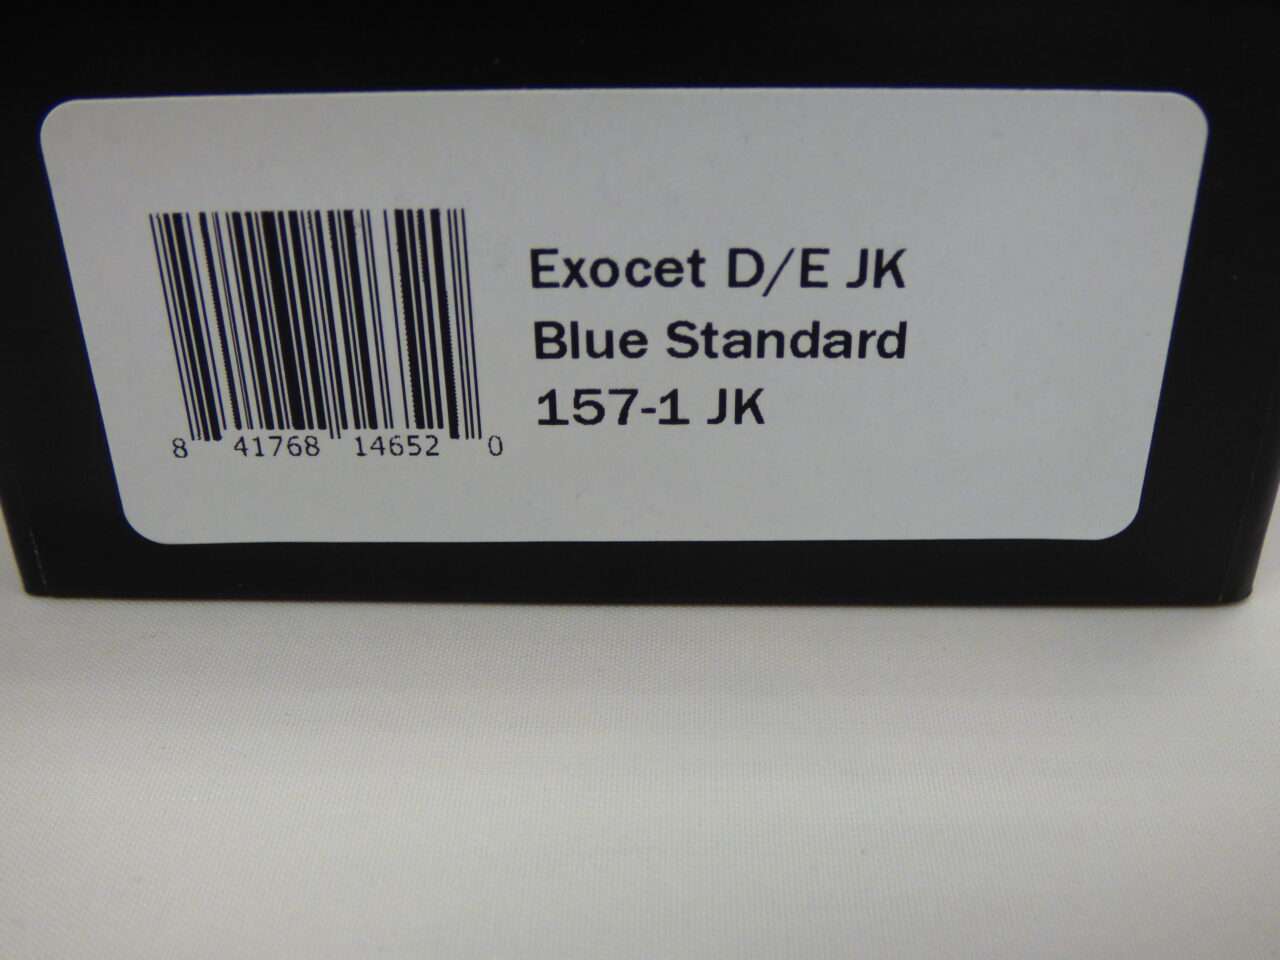 Exocet D/E JK
Blue Standard
157-1 JK
8 41768 14652 0